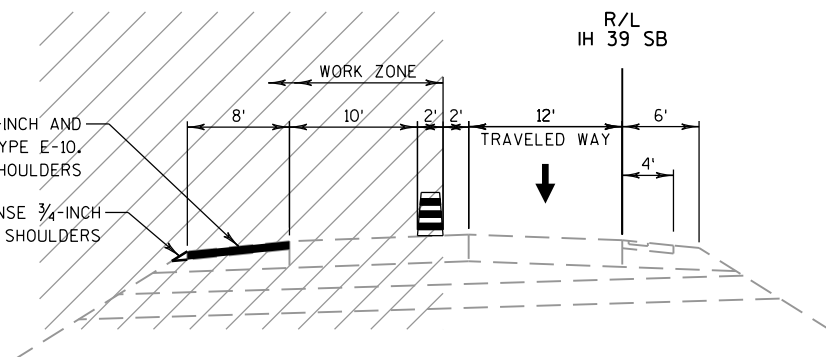 R/L
IH 39 SB
WORK ZONE
8'
10'
2'
2'
12'
6'
TRAVELED WAY
4'
-INCH AND
YPE E-10.
HOULDERS
NSE ¾-INCH
SHOULDERS